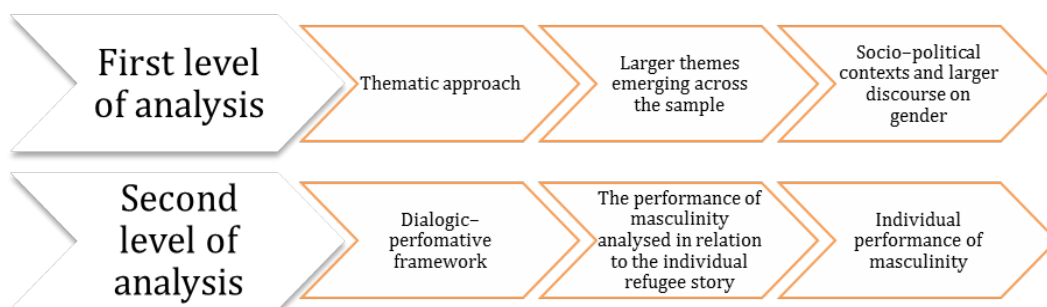 First level
of analysis
Thematic approach
Larger themes
emerging across
the sample
Socio–political
contexts and larger
discourse on
gender
Second
level of
analysis
Dialogic–
perfomative
framework
The performance of
masculinity
analysed in relation
to the individual
refugee story
Individual
performance of
masculinity